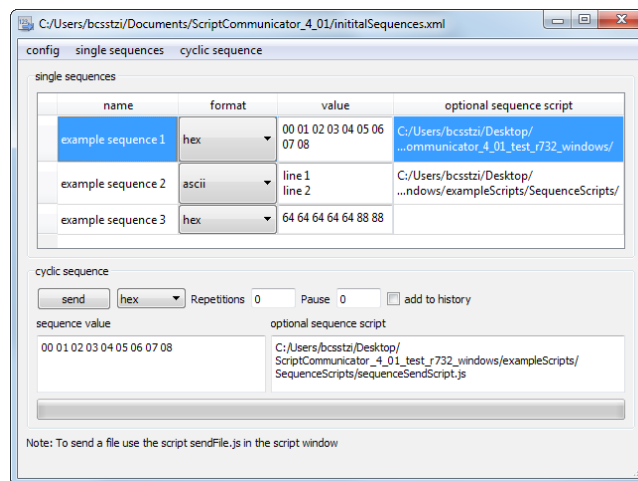 C:/Users/bcsstzi/Documents/ScriptCommunicator_4_01/inititalSequences.xml
config single sequences cyclic sequence
single sequences
name format value optional sequence script
example sequence 1 hex 00 01 02 03 04 05 06 07 08 C:/Users/bcsstzi/Desktop/ ...ommunicator_4_01_test_r732_windows/
example sequence 2 ascii line 1 line 2 C:/Users/bcsstzi/Desktop/ ...ndows/exampleScripts/SequenceScripts/
example sequence 3 hex 64 64 64 64 64 88 88
cyclic sequence
send hex Repetitions 0 Pause 0 add to history
sequence value optional sequence script
00 01 02 03 04 05 06 07 08 C:/Users/bcsstzi/Desktop/
ScriptCommunicator_4_01_test_r732_windows/exampleScripts/
SequenceScripts/sequenceSendScript.js
Note: To send a file use the script sendFile.js in the script window